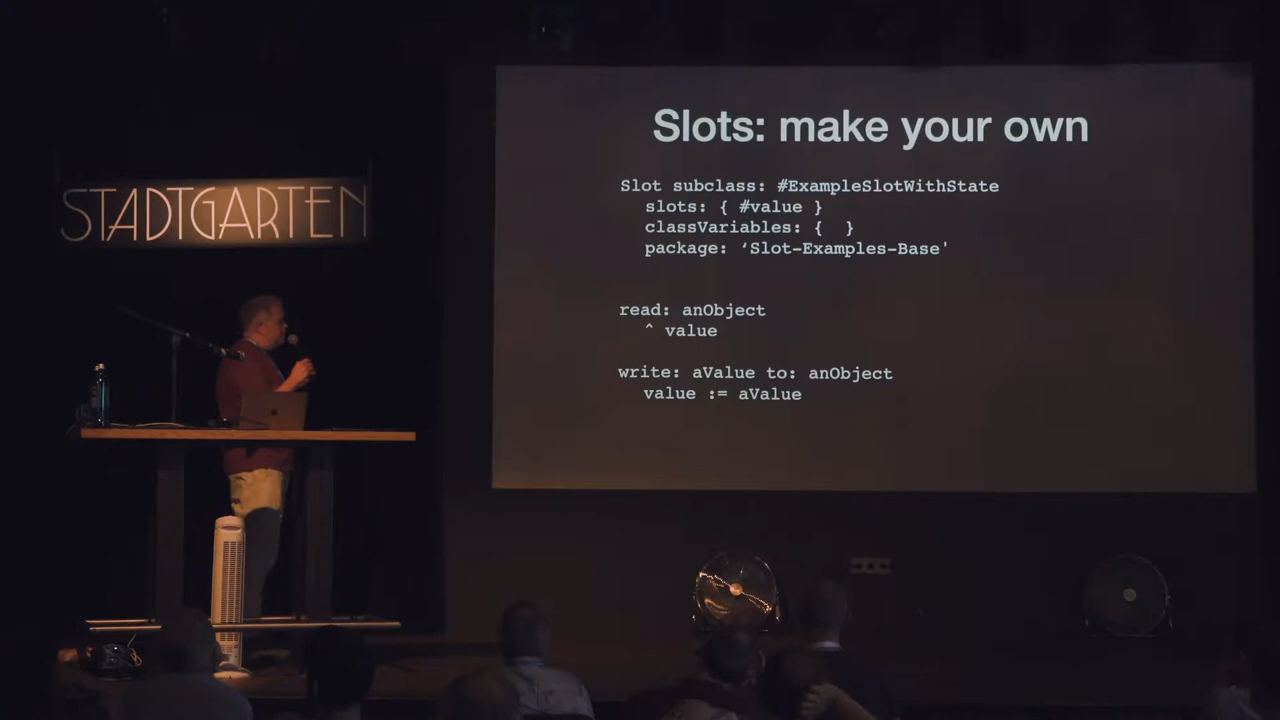 STADTGARTEN
Slots: make your own
Slot subclass: #ExampleSlotWithState
slots: { #value }
classVariables: {  }
package: ‘Slot-Examples-Base'
read: anObject
^ value
write: aValue to: anObject
value := aValue